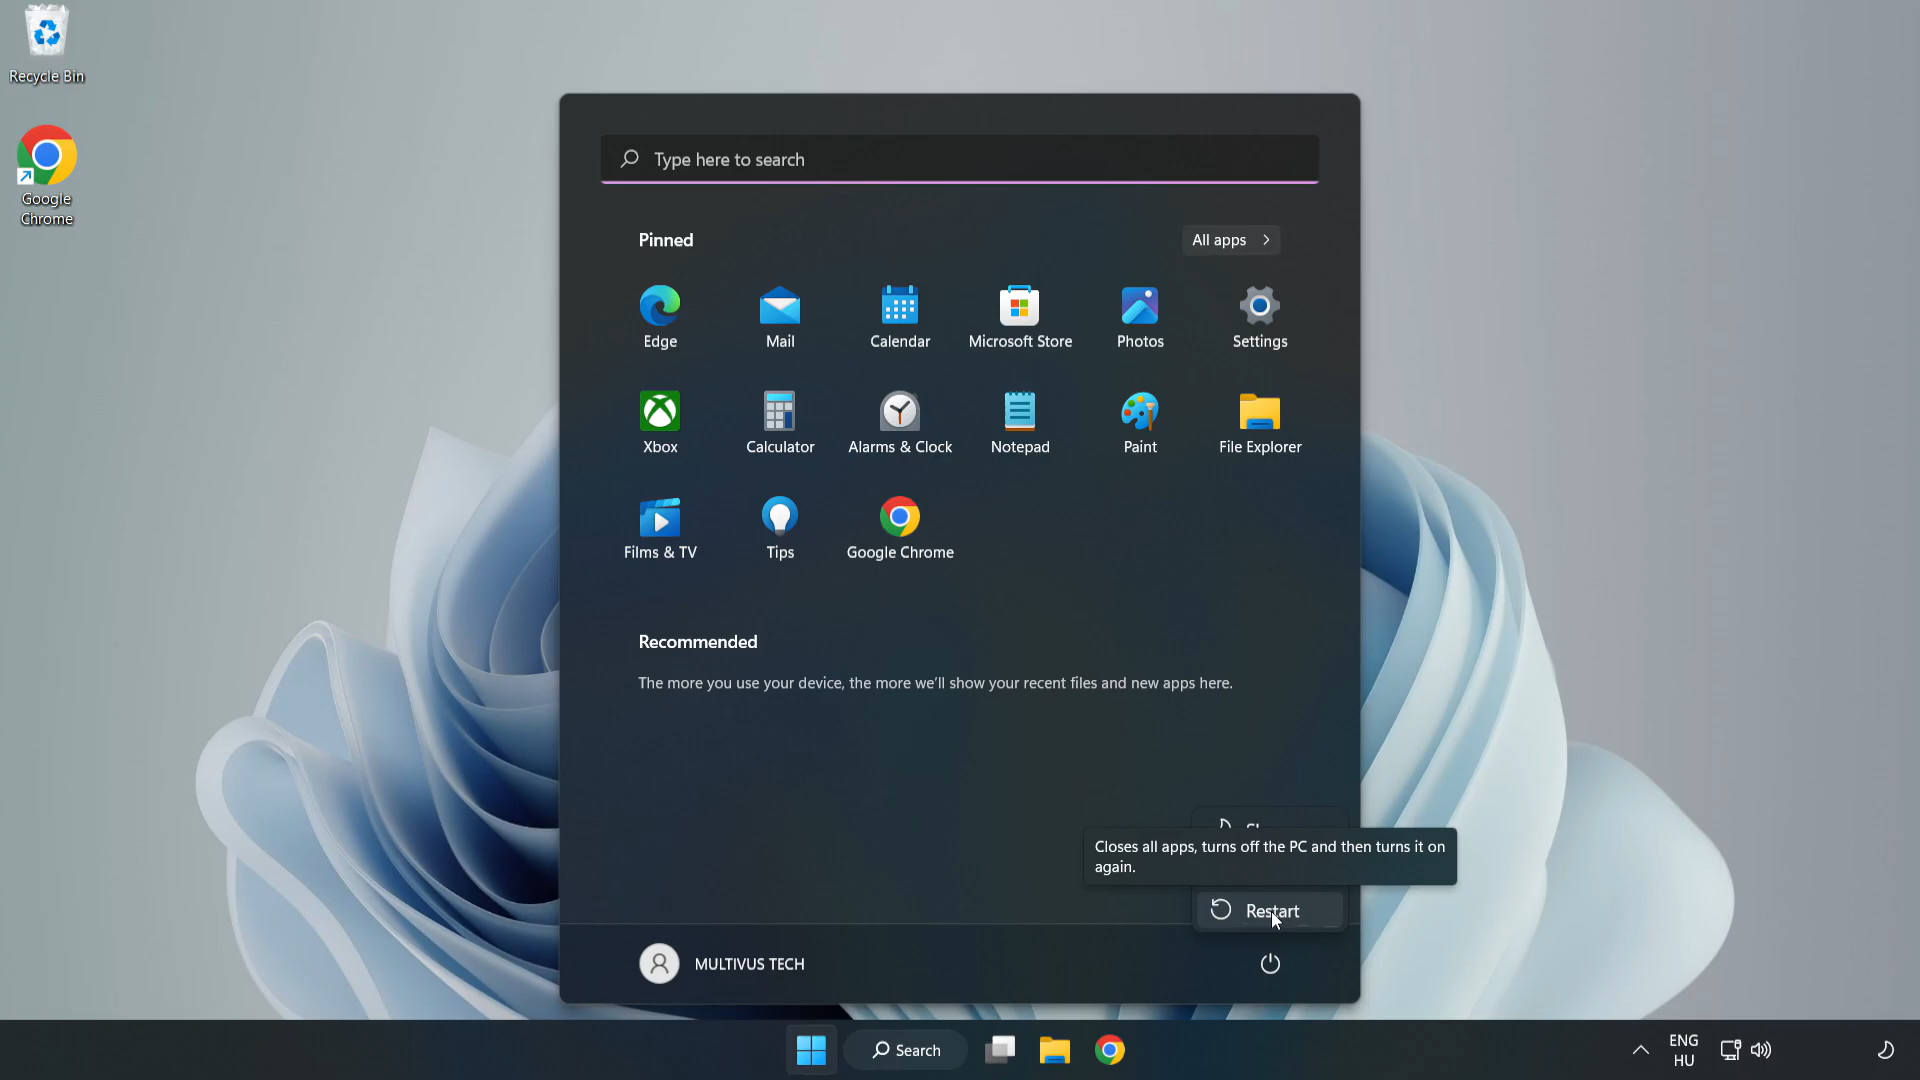 Recycle Bin
Google
Chrome
Type here to search
Pinned
All apps
Edge
Mail
Calendar
Microsoft Store
Photos
Settings
Xbox
Calculator
Alarms & Clock
Notepad
Paint
File Explorer
Films & TV
Tips
Google Chrome
Recommended
The more you use your device, the more we'll show your recent files and new apps here.
Closes all apps, turns off the PC and then turns it on
again.
Restart
MULTIVUS TECH
Search
ENG
HU